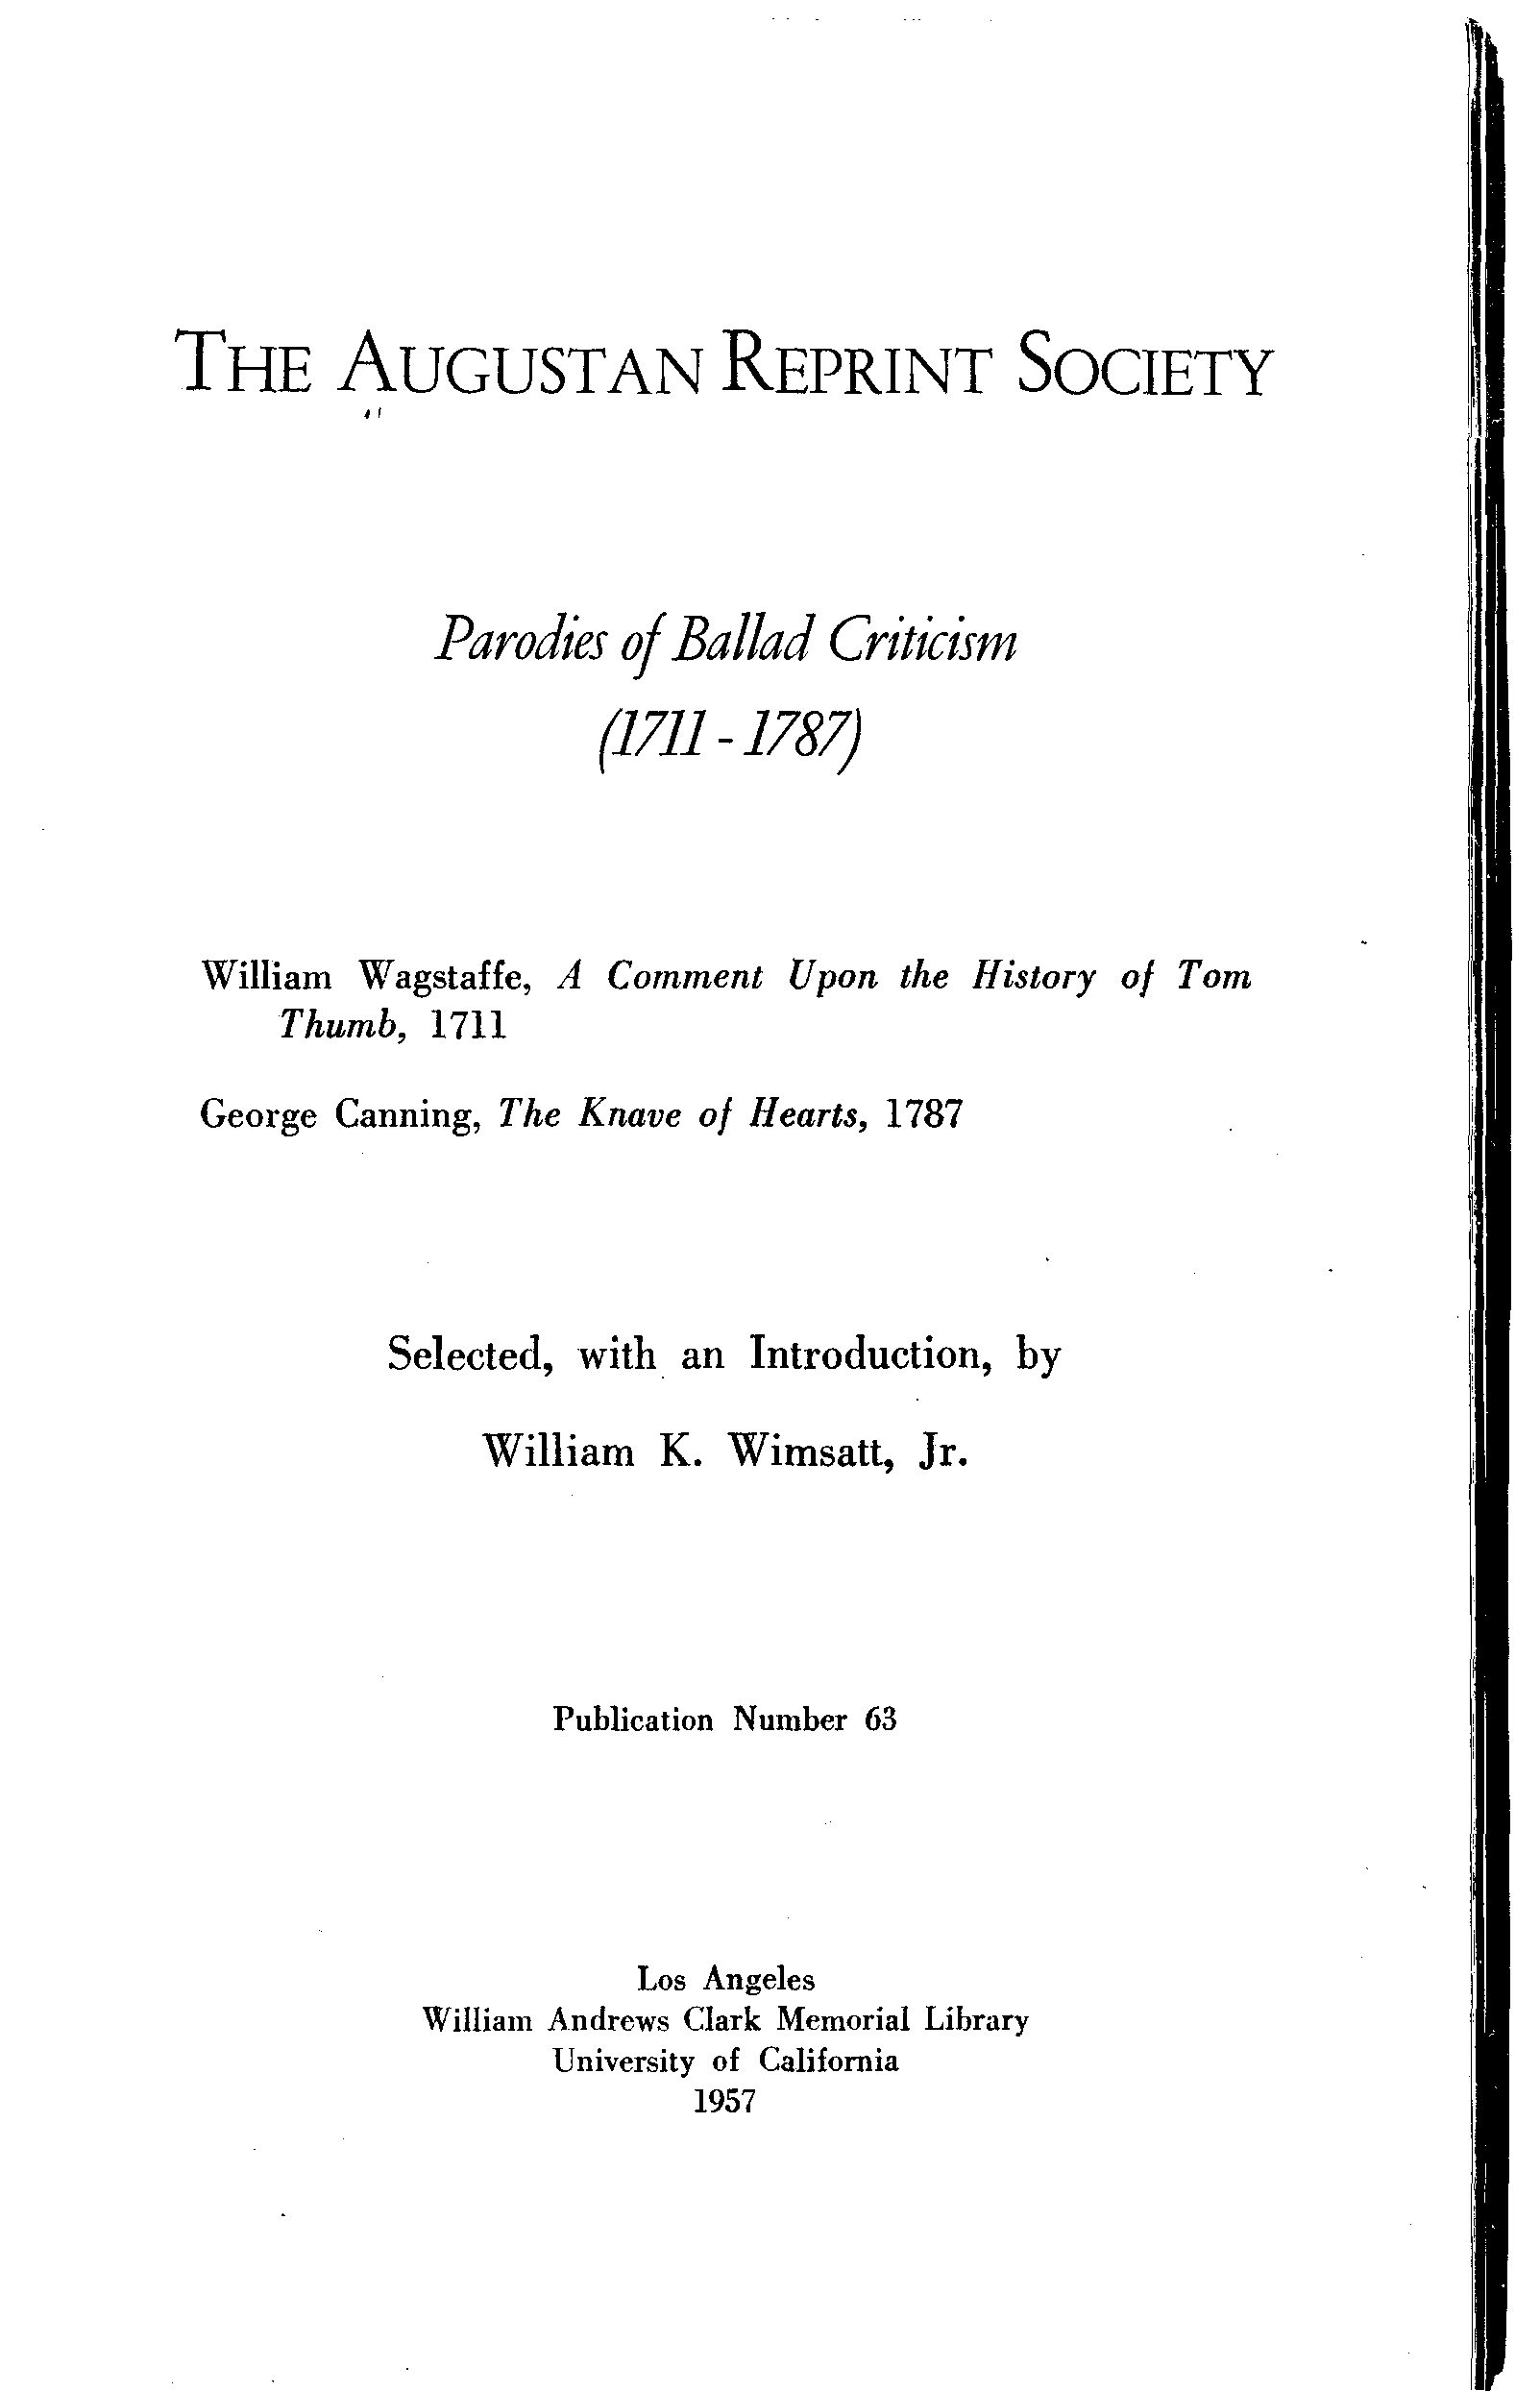 THE AUGUSTAN REPRINT SOCIETY
Parodies of Ballad Criticism
(1711 - 1787)
William Wagstaffe, A Comment Upon the History of Tom
Thumb, 1711
George Canning, The Knave of Hearts, 1787
Selected, with an Introduction, by
William K. Wimsatt, Jr.
Publication Number 63
Los Angeles
William Andrews Clark Memorial Library
University of California
1957